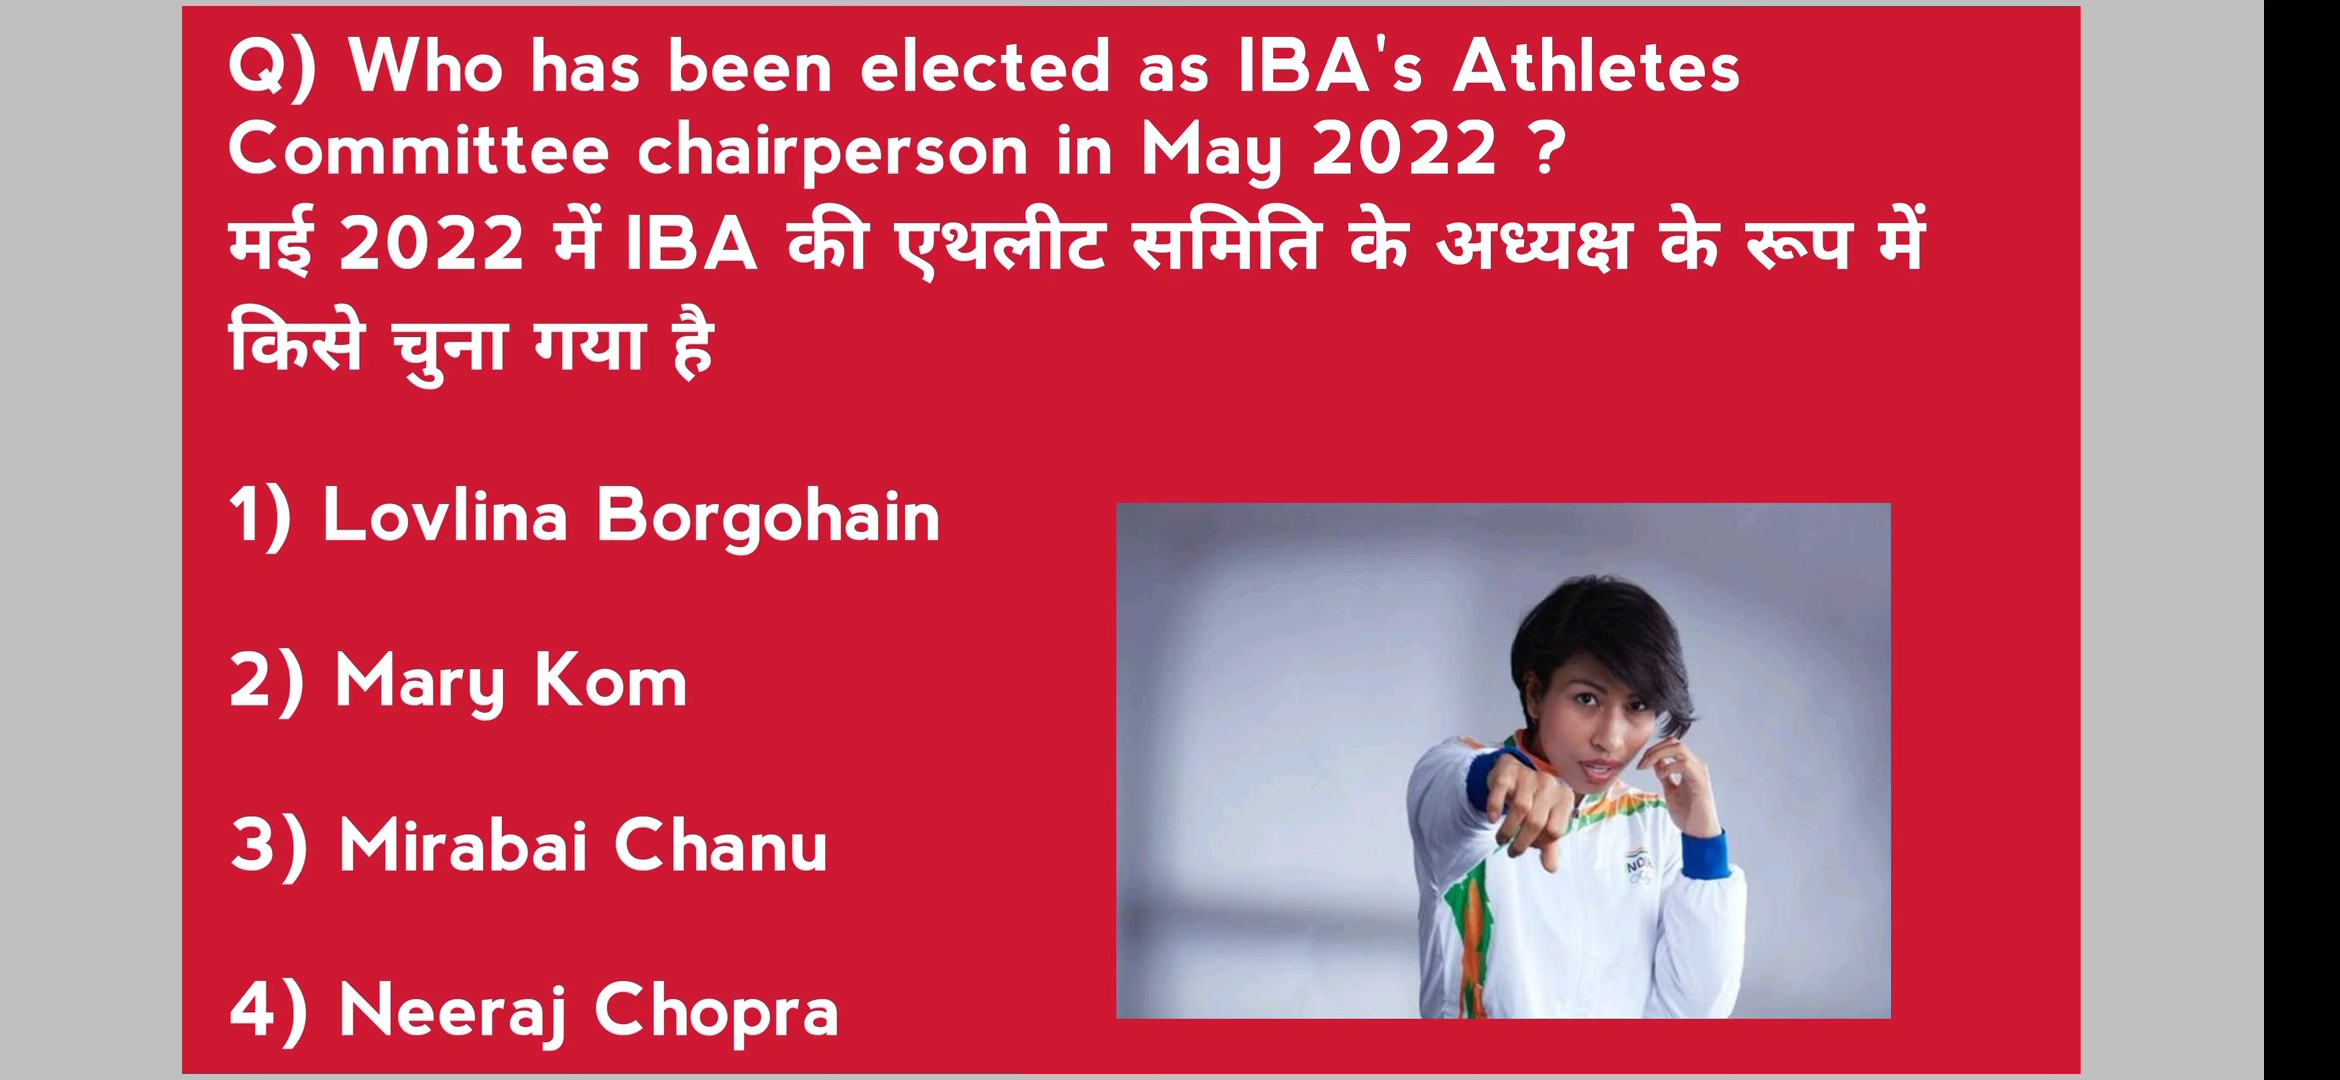 Q) Who has been elected as IBA's Athletes
Committee chairperson in May 2022 ?
मई 2022 में IBA की एथलीट समिति के अध्यक्ष के रूप में
किसे चुना गया है
1) Lovlina Borgohain
2) Mary Kom
3) Mirabai Chanu
4) Neeraj Chopra